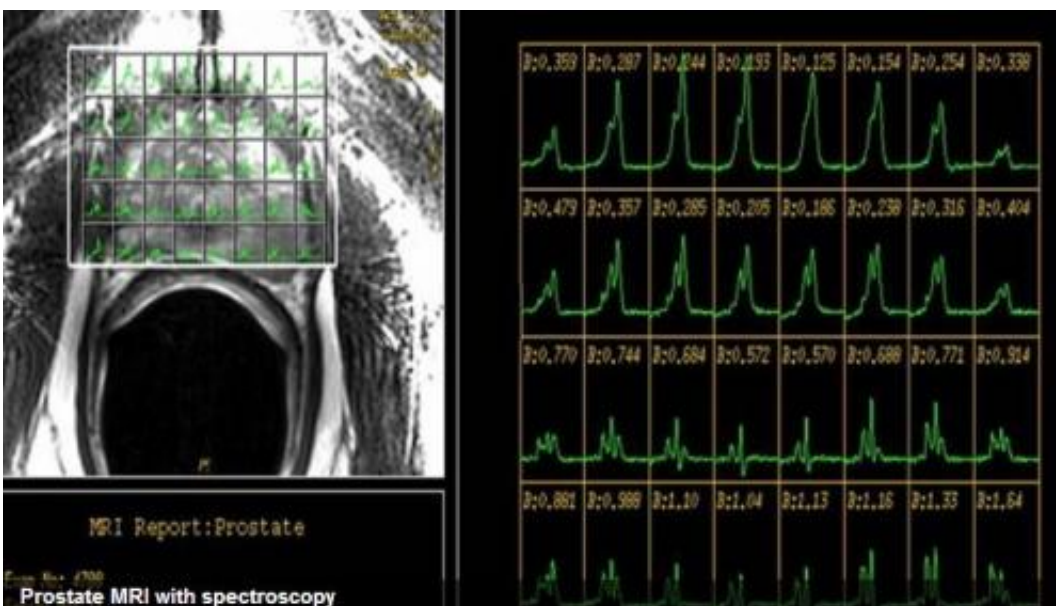 B:0.359 B:0.287 B:0.244 B:0.193 B:0.125 B:0.154 B:0.254 B:0.338
B:0.479 B:0.357 B:0.285 B:0.205 B:0.186 B:0.238 B:0.316 B:0.404
B:0.770 B:0.744 B:0.684 B:0.572 B:0.570 B:0.688 B:0.771 B:0.914
B:0.881 B:0.988 B:1.10 B:1.04 B:1.13 B:1.16 B:1.33 B:1.64
MRI Report:Prostate
Prostate MRI with spectroscopy